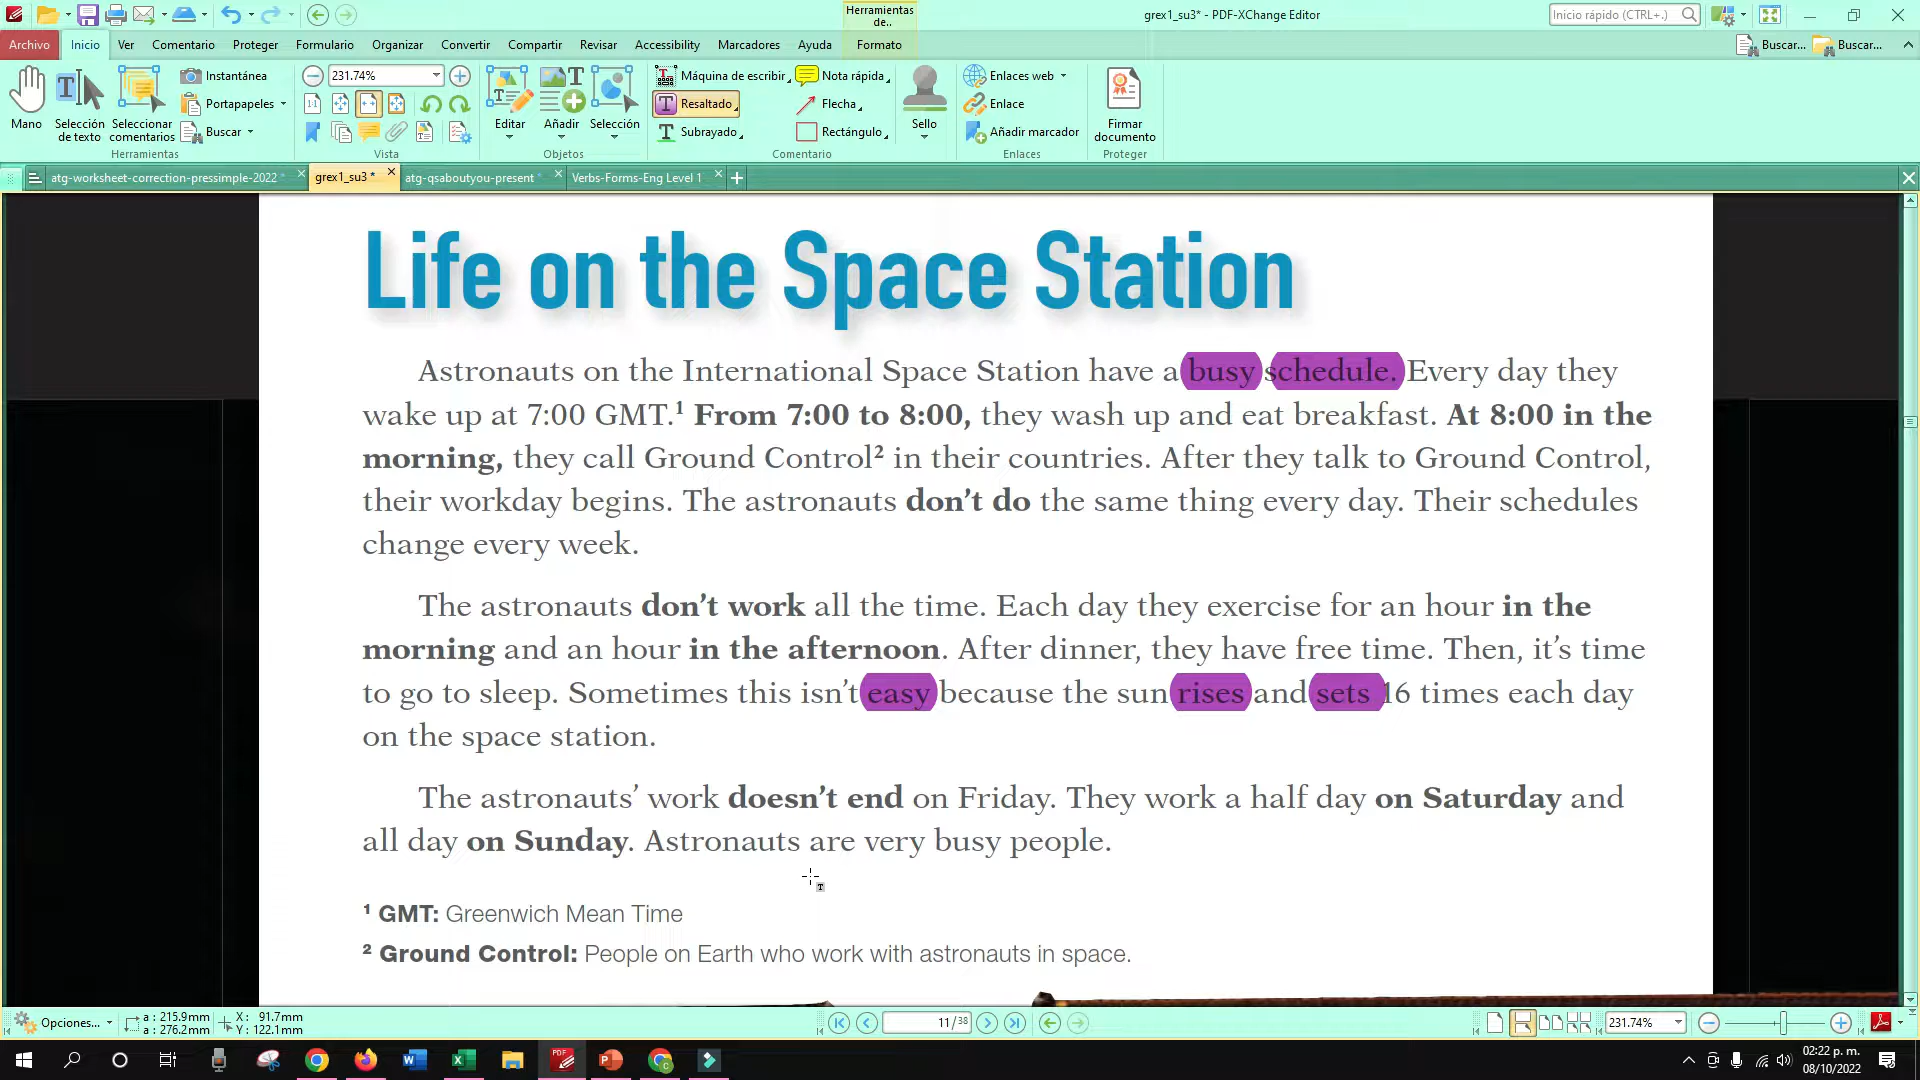 Herramientas de..
grex1_su3* - PDF-XChange Editor
Inicio rápido (CTRL+.)
Archivo Inicio Ver Comentario Proteger Formulario Organizar Convertir Compartir Revisar Accessibility Marcadores Ayuda Formato Buscar... Buscar...
Mano
Selección de texto
Seleccionar comentarios
Instantánea
Portapapeles
Buscar
Herramientas
231.74%
Vista
Editar
Añadir
Selección
Objetos
Máquina de escribir
Resaltado
Subrayado
Nota rápida
Flecha
Rectángulo
Sello
Comentario
Enlaces web
Enlace
Añadir marcador
Enlaces
Firmar documento
Proteger
atg-worksheet-correction-pressimple-2022 * grex1_su3 * atg-qsaboutyou-present * Verbs-Forms-Eng Level 1
Life on the Space Station
Astronauts on the International Space Station have a busy schedule. Every day they
wake up at 7:00 GMT.¹ From 7:00 to 8:00, they wash up and eat breakfast. At 8:00 in the
morning, they call Ground Control² in their countries. After they talk to Ground Control,
their workday begins. The astronauts don't do the same thing every day. Their schedules
change every week.
The astronauts don't work all the time. Each day they exercise for an hour in the
morning and an hour in the afternoon. After dinner, they have free time. Then, it's time
to go to sleep. Sometimes this isn't easy because the sun rises and sets 16 times each day
on the space station.
The astronauts' work doesn't end on Friday. They work a half day on Saturday and
all day on Sunday. Astronauts are very busy people.
¹ GMT: Greenwich Mean Time
² Ground Control: People on Earth who work with astronauts in space.
Opciones...
a : 215.9mm
a : 276.2mm
X : 91.7mm
Y : 122.1mm
11/38
231.74%
02:22 p. m.
08/10/2022